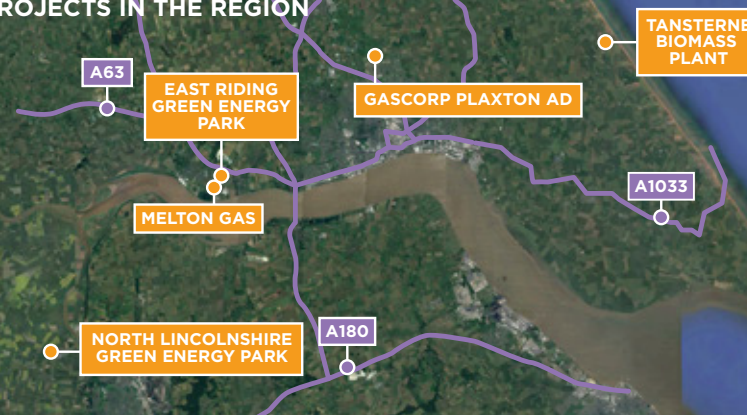 ROJECTS IN THE REGION
TANSTERNE
BIOMASS
PLANT
A63
EAST RIDING
GREEN ENERGY
PARK
GASCORP PLAXTON AD
A1033
MELTON GAS
A180
NORTH LINCOLNSHIRE
GREEN ENERGY PARK